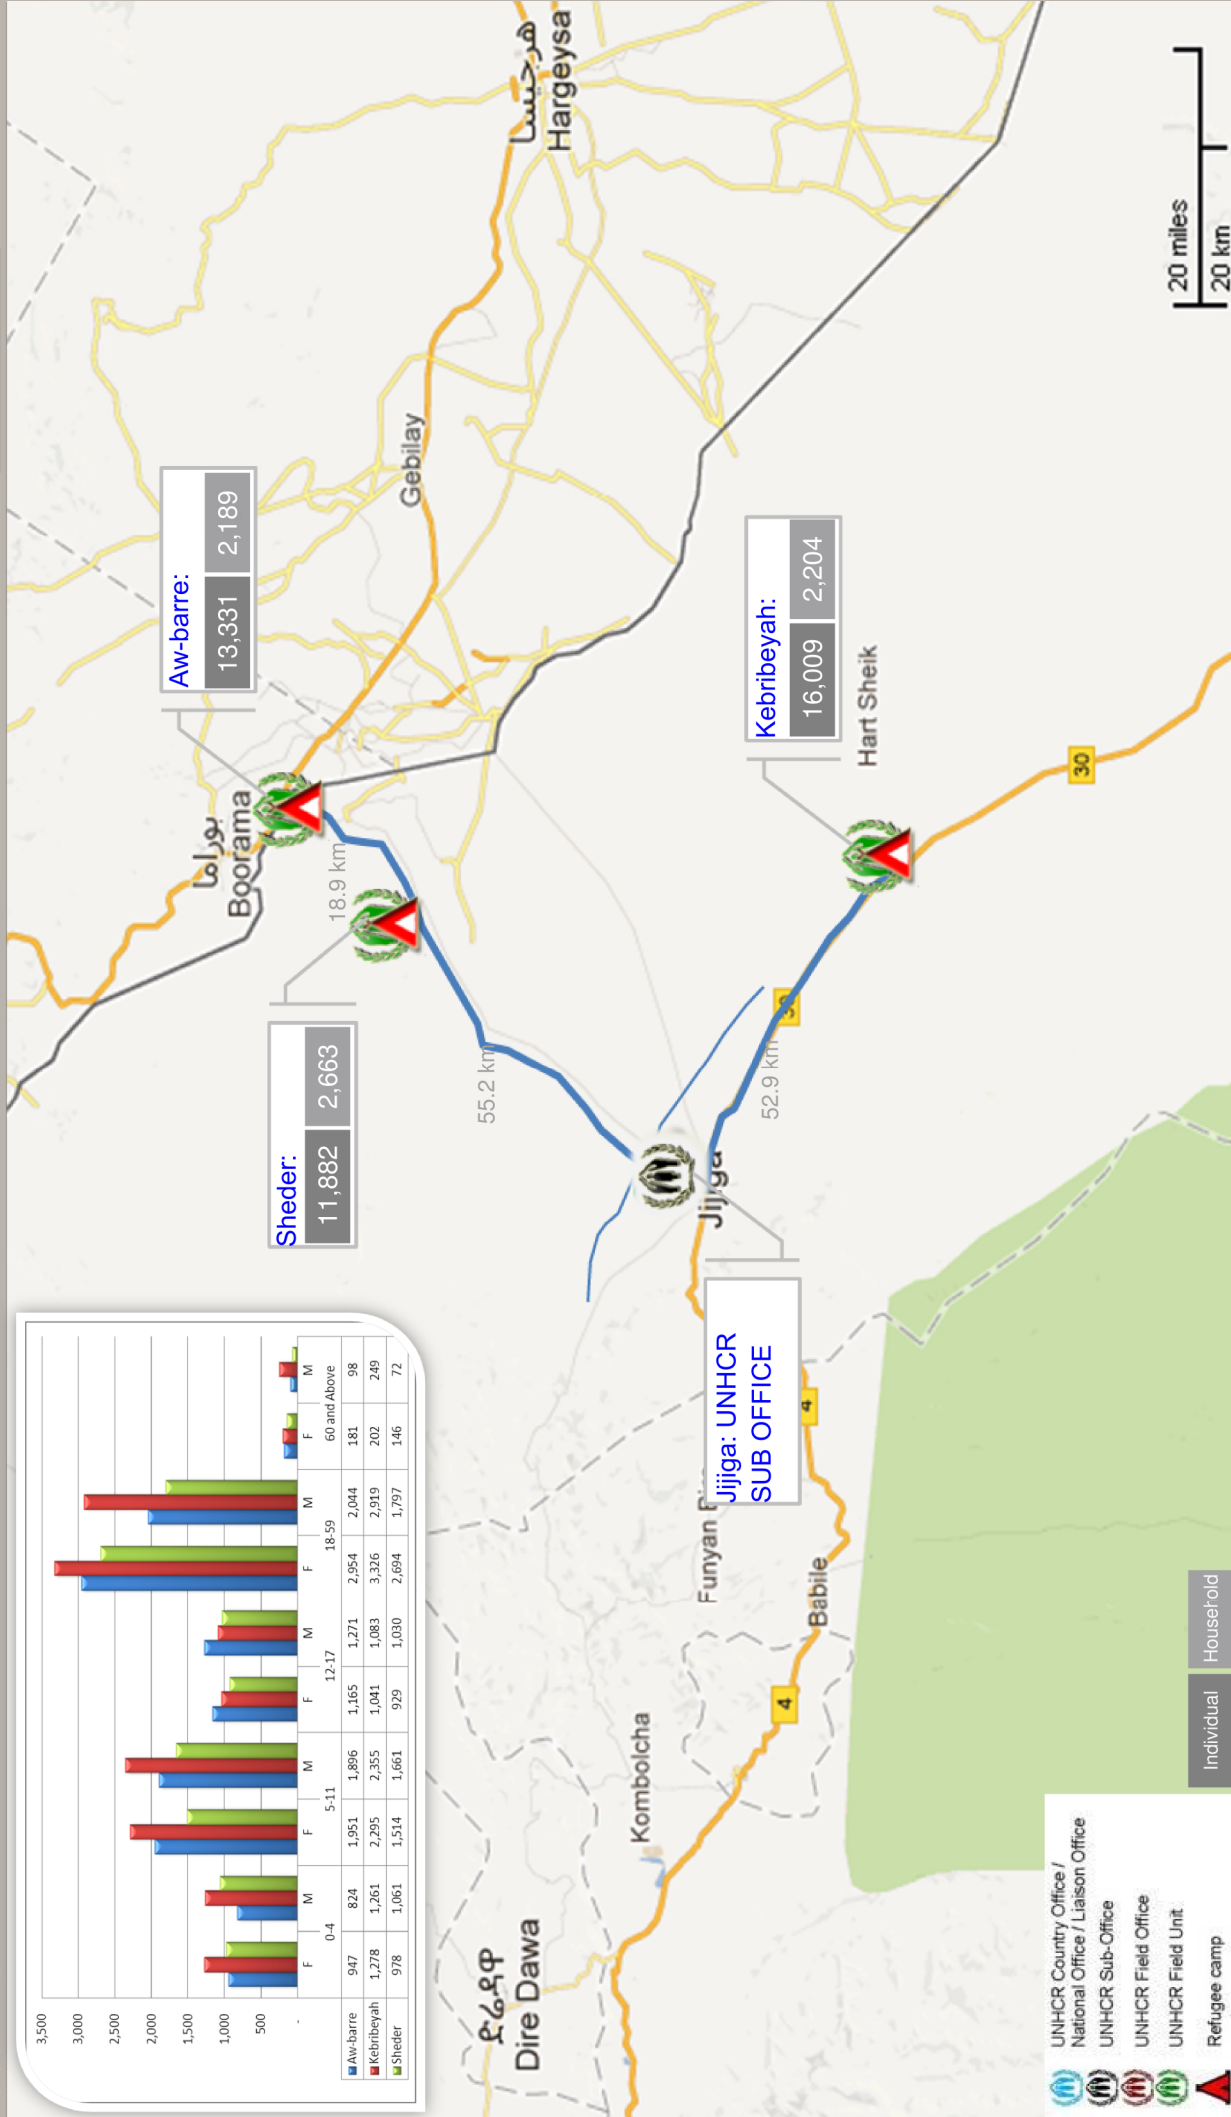 3,500
3,000
2,500
2,000
1,500
1,000
500
-
F M F M F M F M F M
0-4 5-11 12-17 18-59 60 and Above
Aw-barre 947 824 1,951 1,896 1,165 1,271 2,954 2,044 181 98
Kebribeyah 1,278 1,261 2,295 2,355 1,041 1,083 3,326 2,919 202 249
Sheder 978 1,061 1,514 1,661 929 1,030 2,694 1,797 146 72
Aw-barre:
13,331 2,189
بوراما
Boorama
18.9 km
Sheder:
11,882 2,663
55.2 km
Gebilay
هرجيسا
Hargeysa
ድሬዳዋ
Dire Dawa
Kombolcha
Funyan
Jijiga
Jijiga: UNHCR
SUB OFFICE
52.9 km
30
Kebribeyah:
16,009 2,204
Hart Sheik
30
4
4
Babile
UNHCR Country Office /
National Office / Liaison Office
UNHCR Sub-Office
UNHCR Field Office
UNHCR Field Unit
Refugee camp
Individual Household
20 miles
20 km